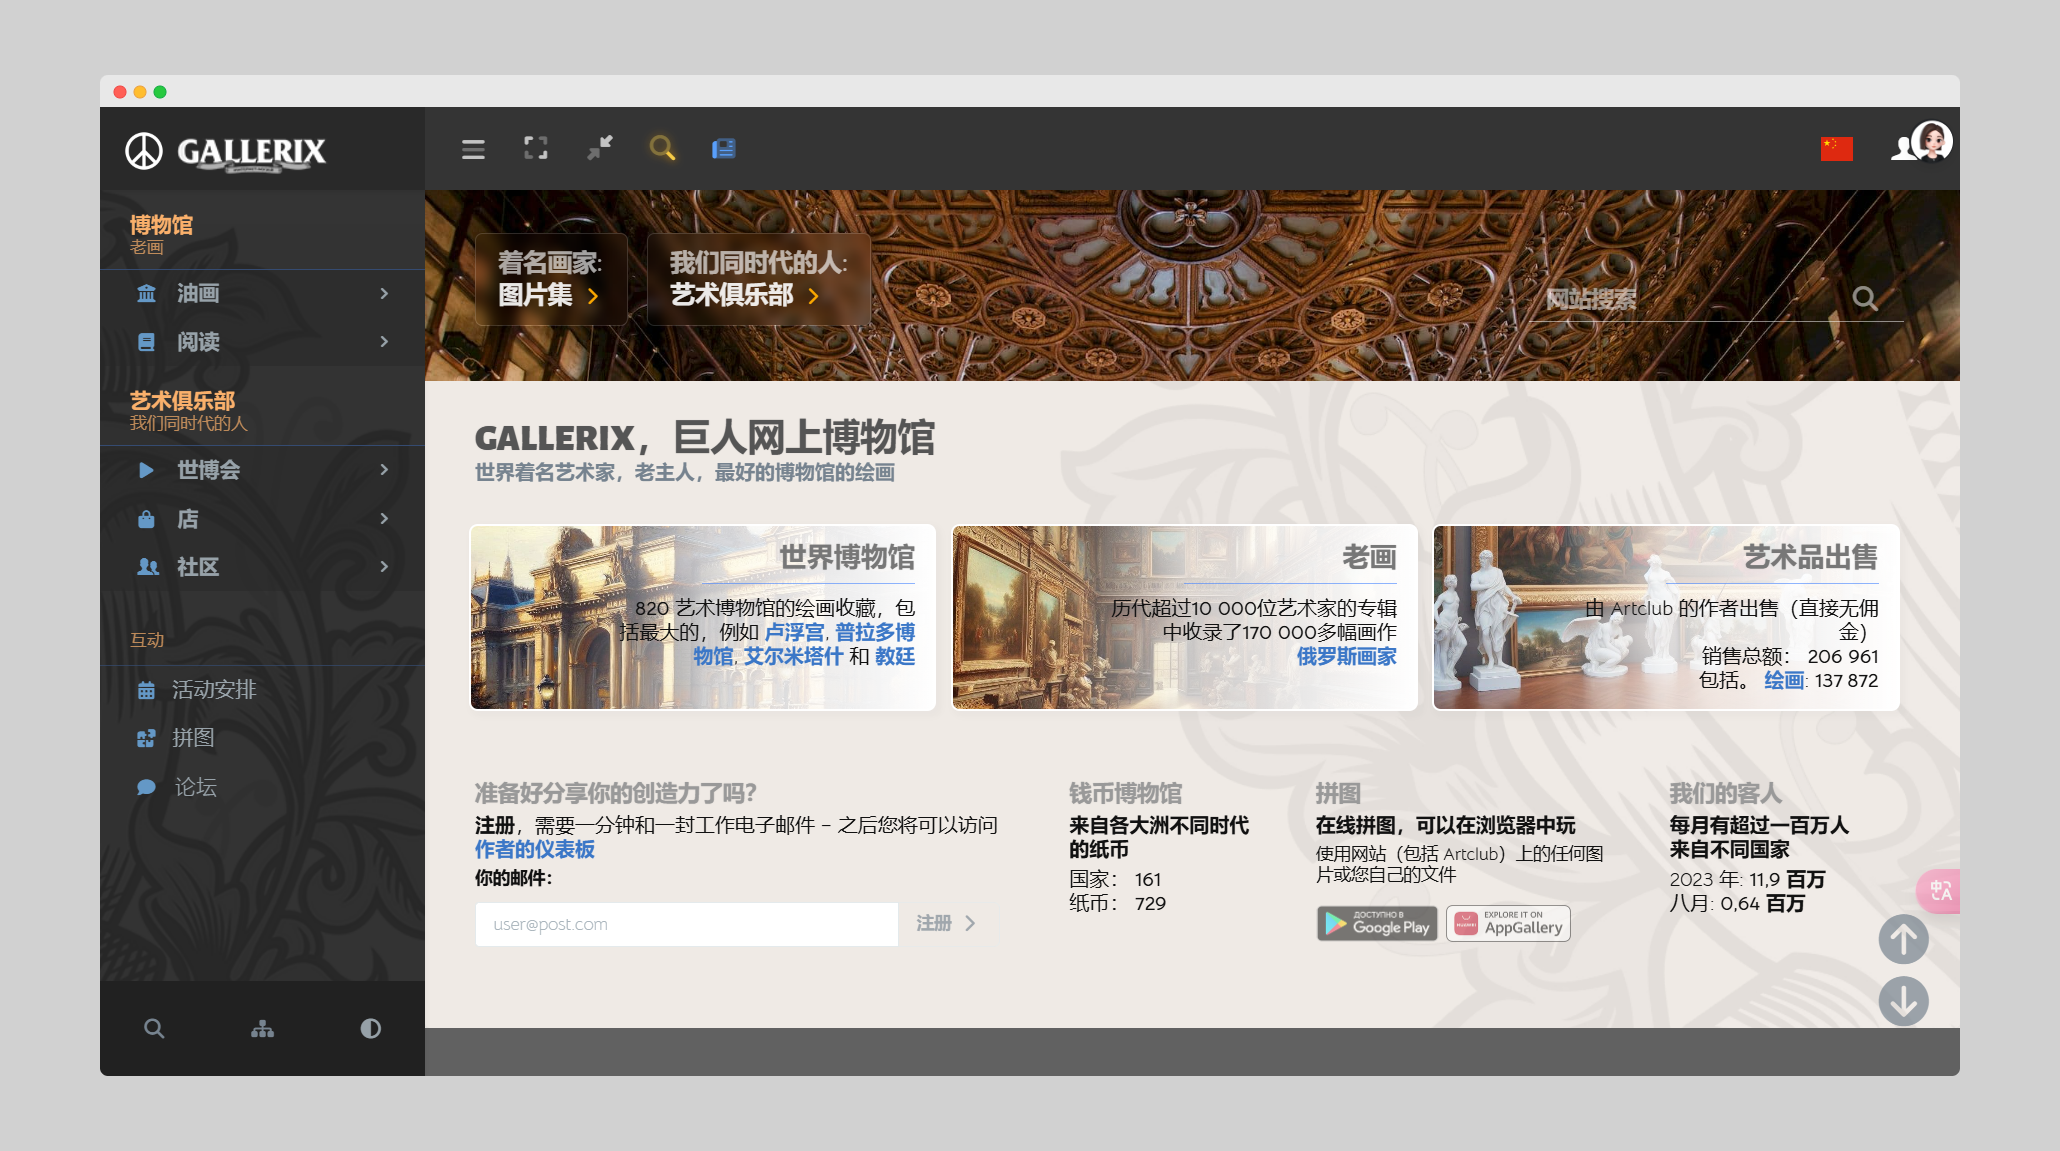 GALLERIX
博物馆
老画
油画
阅读
艺术俱乐部
我们同时代的人
世博会
店
社区
互动
活动安排
拼图
论坛
着名画家:
图片集
我们同时代的人:
艺术俱乐部
网站搜索
GALLERIX，巨人网上博物馆
世界着名艺术家，老主人，最好的博物馆的绘画
世界博物馆
820 艺术博物馆的绘画收藏，包
括最大的，例如 卢浮宫, 普拉多博
物馆, 艾尔米塔什 和 教廷
老画
历代超过10 000位艺术家的专辑
中收录了170 000多幅画作
俄罗斯画家
艺术品出售
由 Artclub 的作者出售（直接无佣
金）
销售总额： 206 961
包括。 绘画: 137 872
准备好分享你的创造力了吗?
注册，需要一分钟和一封工作电子邮件 – 之后您将可以访问
作者的仪表板
你的邮件：
user@post.com
注册
钱币博物馆
来自各大洲不同时代
的纸币
国家： 161
纸币： 729
拼图
在线拼图，可以在浏览器中玩
使用网站（包括 Artclub）上的任何图
片或您自己的文件
ДОСТУПНО В
Google Play
EXPLORE IT ON
AppGallery
我们的客人
每月有超过一百万人
来自不同国家
2023 年: 11,9 百万
八月: 0,64 百万
中A